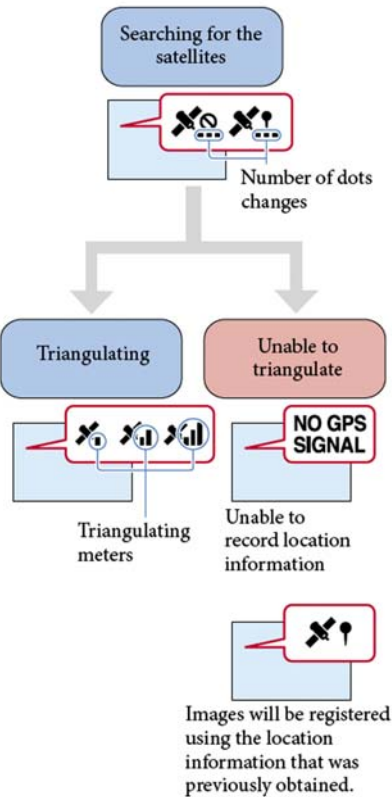 Searching for the
satellites
Number of dots
changes
Triangulating
Triangulating
meters
Unable to
triangulate
NO GPS
SIGNAL
Unable to
record location
information
Images will be registered
using the location
information that was
previously obtained.